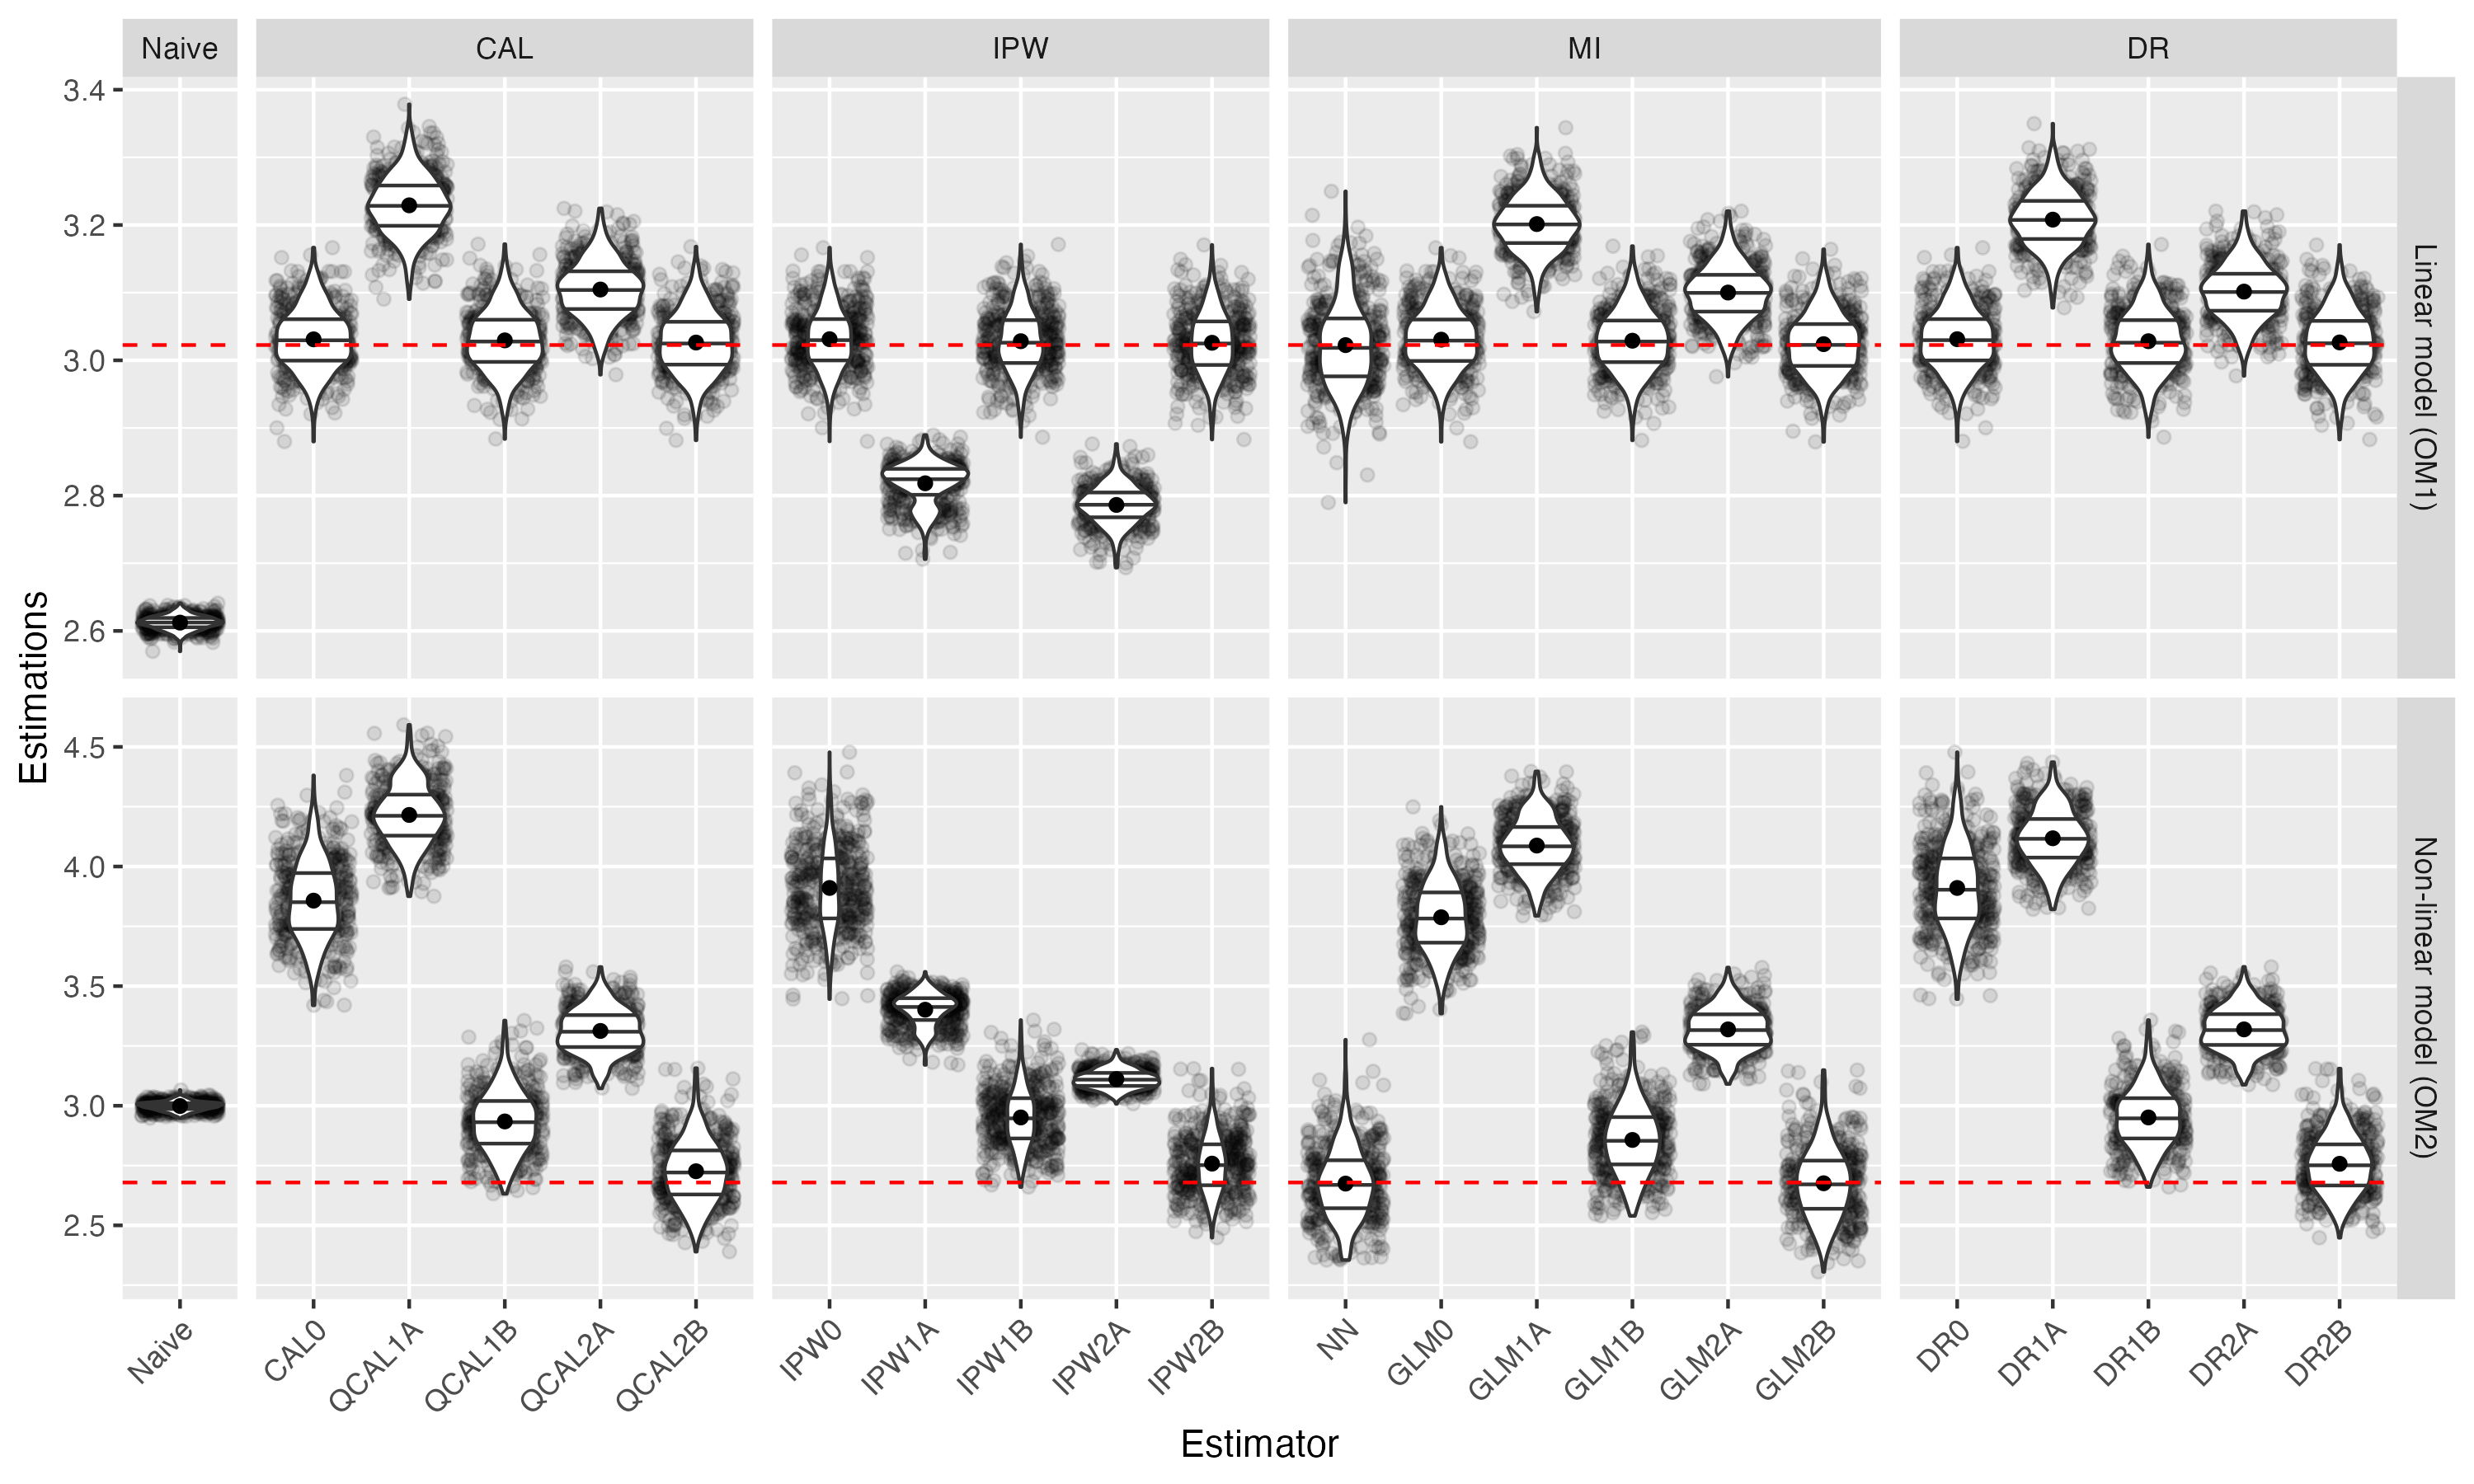 Naive CAL IPW MI DR
Estimations
3.4
3.2
3.0
2.8
2.6
Linear model (OM1)
4.5
4.0
3.5
3.0
2.5
Non-linear model (OM2)
Naive CAL0 QCAL1A QCAL1B QCAL2A QCAL2B IPW0 IPW1A IPW1B IPW2A IPW2B NN GLM0 GLM1A GLM1B GLM2A GLM2B DR0 DR1A DR1B DR2A DR2B
Estimator